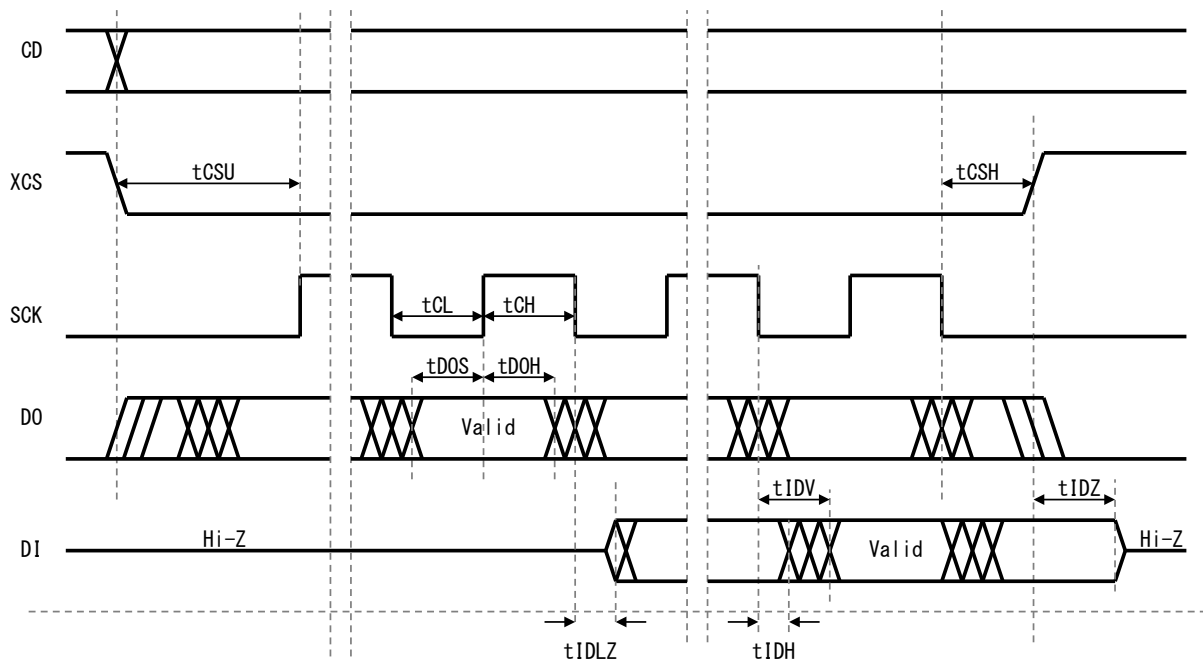 CD
tCSU
tCSH
XCS
tCL
tCH
SCK
tDOS
tDOH
DO
Valid
tIDV
tIDZ
Hi-Z
DI
Valid
Hi-Z
tIDLZ
tIDH